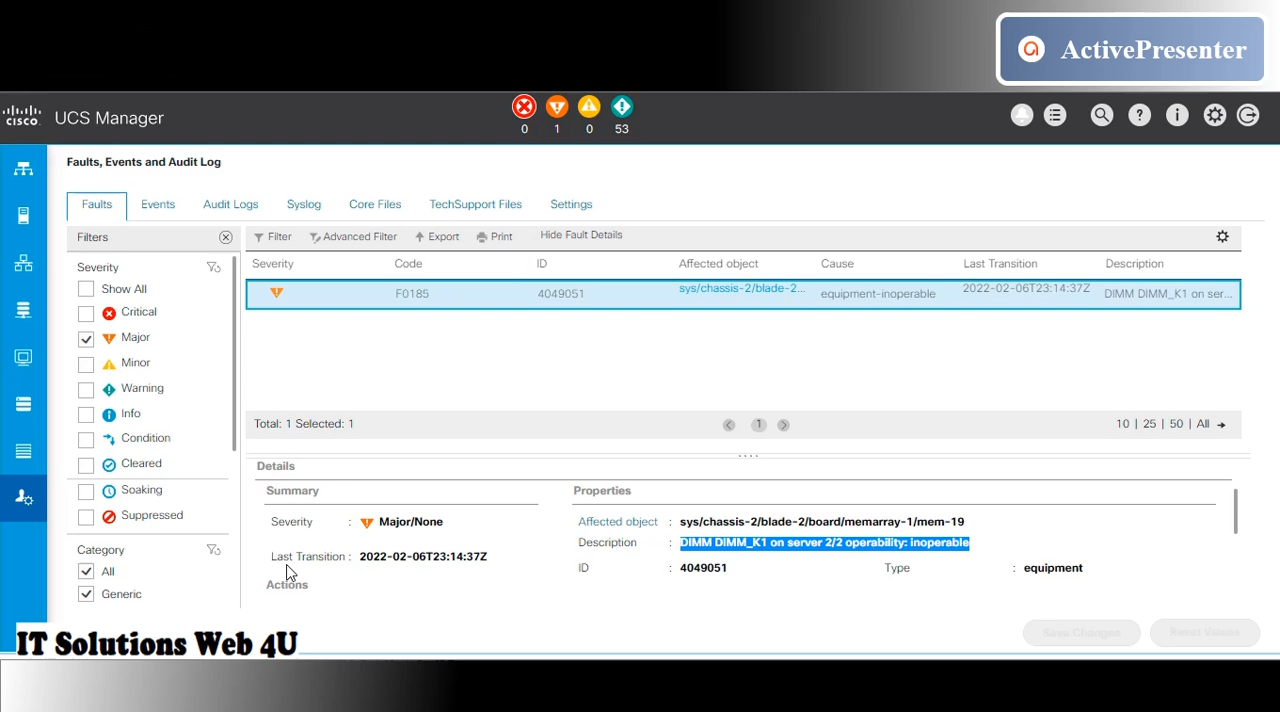 ActivePresenter
CISCO UCS Manager
0 1 0 53
Faults, Events and Audit Log
Faults Events Audit Logs Syslog Core Files TechSupport Files Settings
Filters
Filter Advanced Filter Export Print Hide Fault Details
Severity
Show All
Critical
Major
Minor
Warning
Info
Condition
Cleared
Soaking
Suppressed
Category
All
Generic
Severity Code ID Affected object Cause Last Transition Description
F0185 4049051 sys/chassis-2/blade-2... equipment-inoperable 2022-02-06T23:14:37Z DIMM DIMM_K1 on ser...
Total: 1 Selected: 1
1
10 | 25 | 50 | All
Details
Summary
Severity : Major/None
Last Transition : 2022-02-06T23:14:37Z
Actions
Properties
Affected object : sys/chassis-2/blade-2/board/memarray-1/mem-19
Description : DIMM DIMM_K1 on server 2/2 operability: inoperable
ID : 4049051 Type : equipment
Save Changes Reset Values
IT Solutions Web 4U